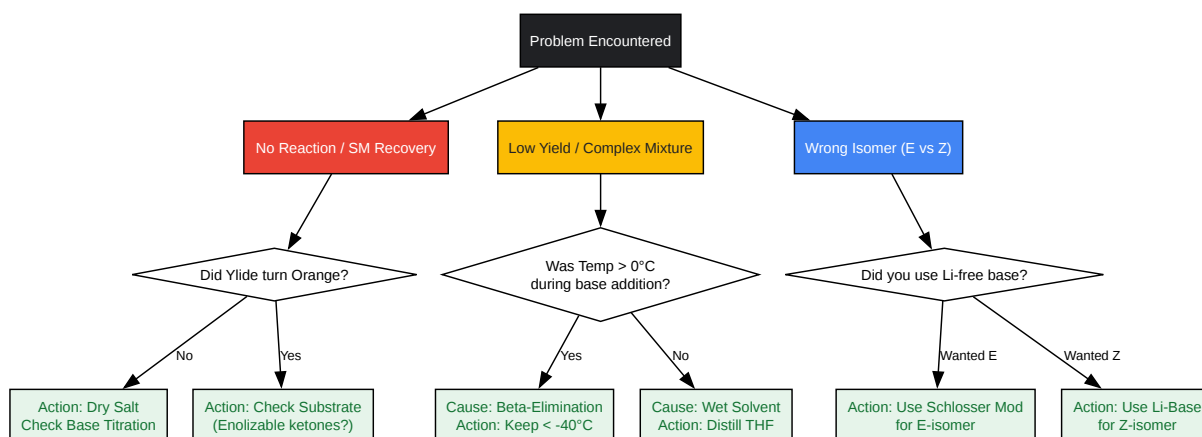 Problem Encountered
No Reaction / SM Recovery
Low Yield / Complex Mixture
Wrong Isomer (E vs Z)
Did Ylide turn Orange?
Was Temp > 0°C
during base addition?
Did you use Li-free base?
No
Yes
Yes
No
Wanted E
Wanted Z
Action: Dry Salt
Check Base Titration
Action: Check Substrate
(Enolizable ketones?)
Cause: Beta-Elimination
Action: Keep < -40°C
Cause: Wet Solvent
Action: Distill THF
Action: Use Schlosser Mod
for E-isomer
Action: Use Li-Base
for Z-isomer